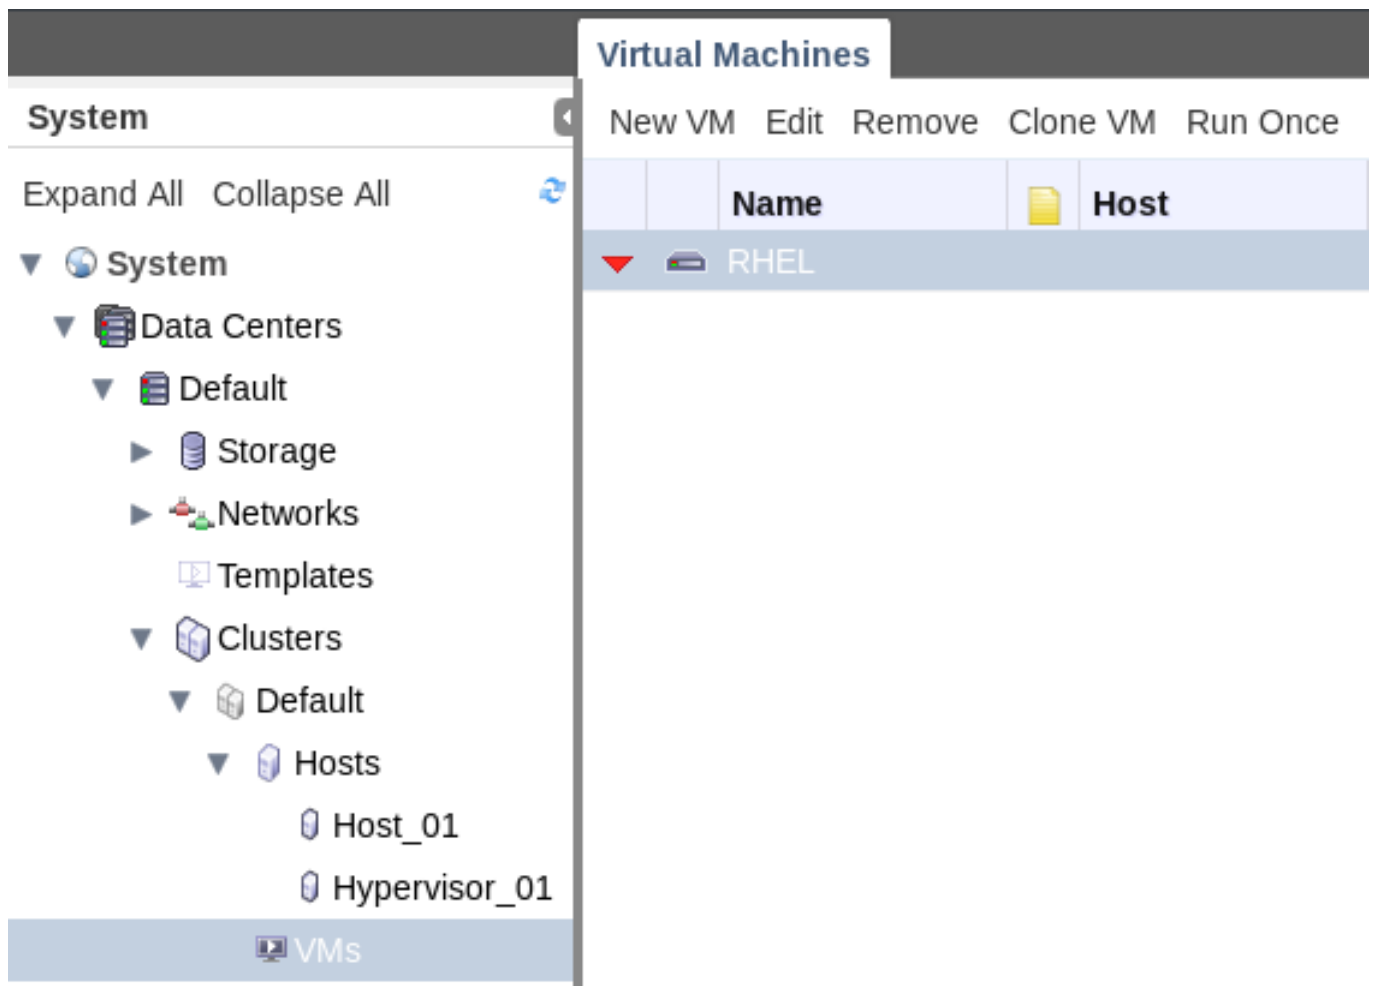 Virtual Machines
System
New VM Edit Remove Clone VM Run Once
Expand All Collapse All
Name Host
System
RHEL
Data Centers
Default
Storage
Networks
Templates
Clusters
Default
Hosts
Host_01
Hypervisor_01
VMs